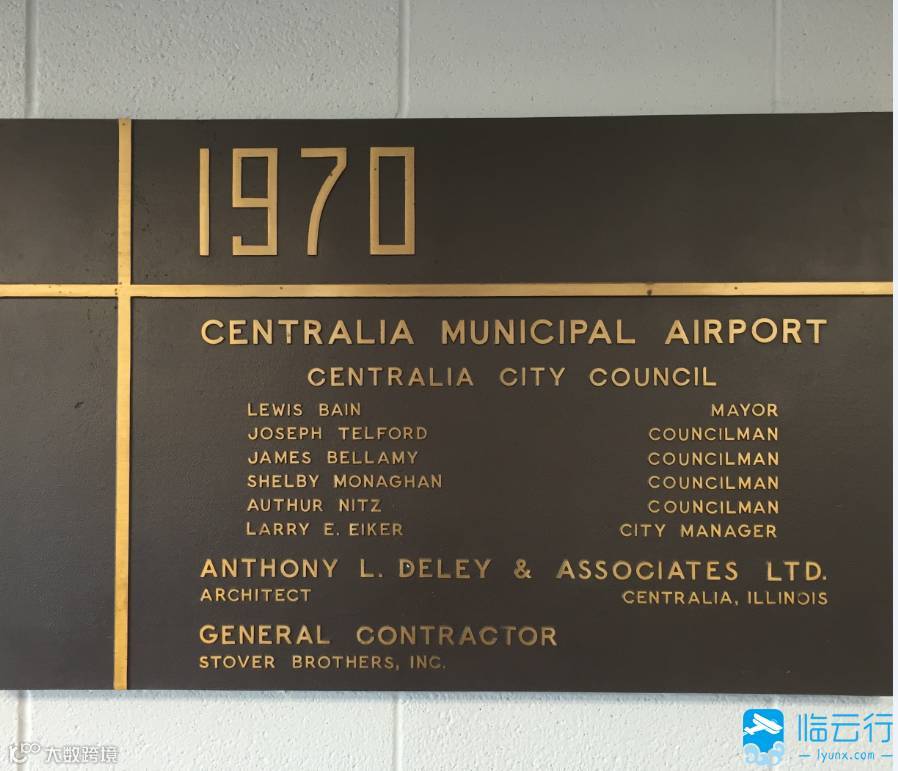 1970
CENTRALIA MUNICIPAL AIRPORT
CENTRALIA CITY COUNCIL
LEWIS BAIN MAYOR
JOSEPH TELFORD COUNCILMAN
JAMES BELLAMY COUNCILMAN
SHELBY MONAGHAN COUNCILMAN
AUTHUR NITZ COUNCILMAN
LARRY E. EIKER CITY MANAGER
ANTHONY L. DELEY & ASSOCIATES LTD.
ARCHITECT CENTRALIA, ILLINOIS
GENERAL CONTRACTOR
STOVER BROTHERS, INC.
大数跨境
临云行
lyunx.com